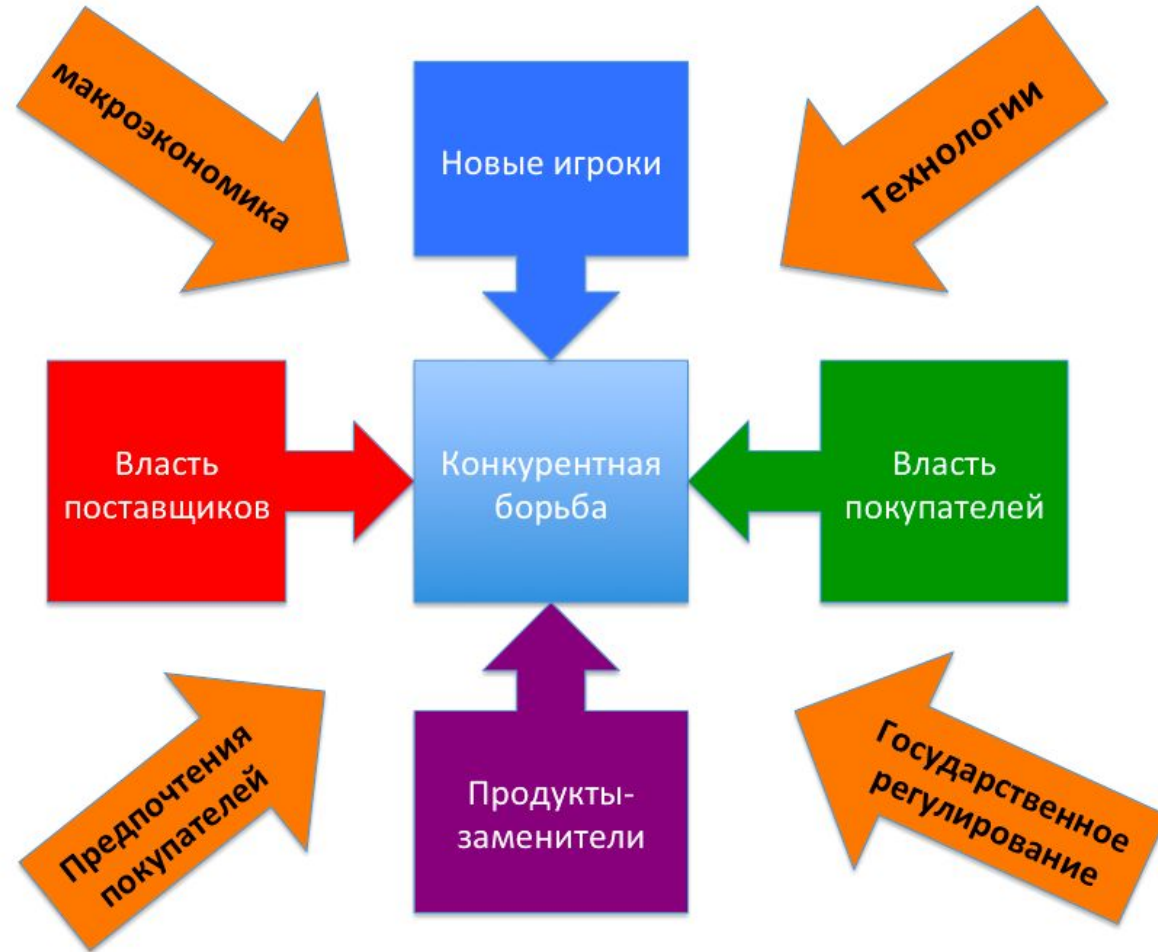 макроэкономика
Новые игроки
Технологии
Власть
поставщиков
Конкурентная
борьба
Власть
покупателей
Предпочтения
покупателей
Продукты-
заменители
Государственное
регулирование